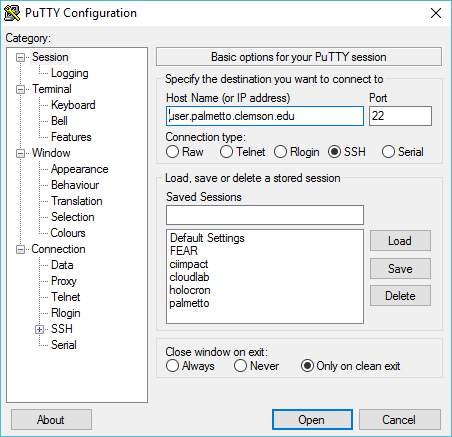 PuTTY Configuration
Category:
Session
Logging
Terminal
Keyboard
Bell
Features
Window
Appearance
Behaviour
Translation
Selection
Colours
Connection
Data
Proxy
Telnet
Rlogin
SSH
Serial
Basic options for your PuTTY session
Specify the destination you want to connect to
Host Name (or IP address) Port
user.palmetto.clemson.edu 22
Connection type:
Raw Telnet Rlogin SSH Serial
Load, save or delete a stored session
Saved Sessions
Default Settings
FEAR
ciimpact
cloudlab
holocron
palmetto
Load
Save
Delete
Close window on exit:
Always Never Only on clean exit
About Open Cancel